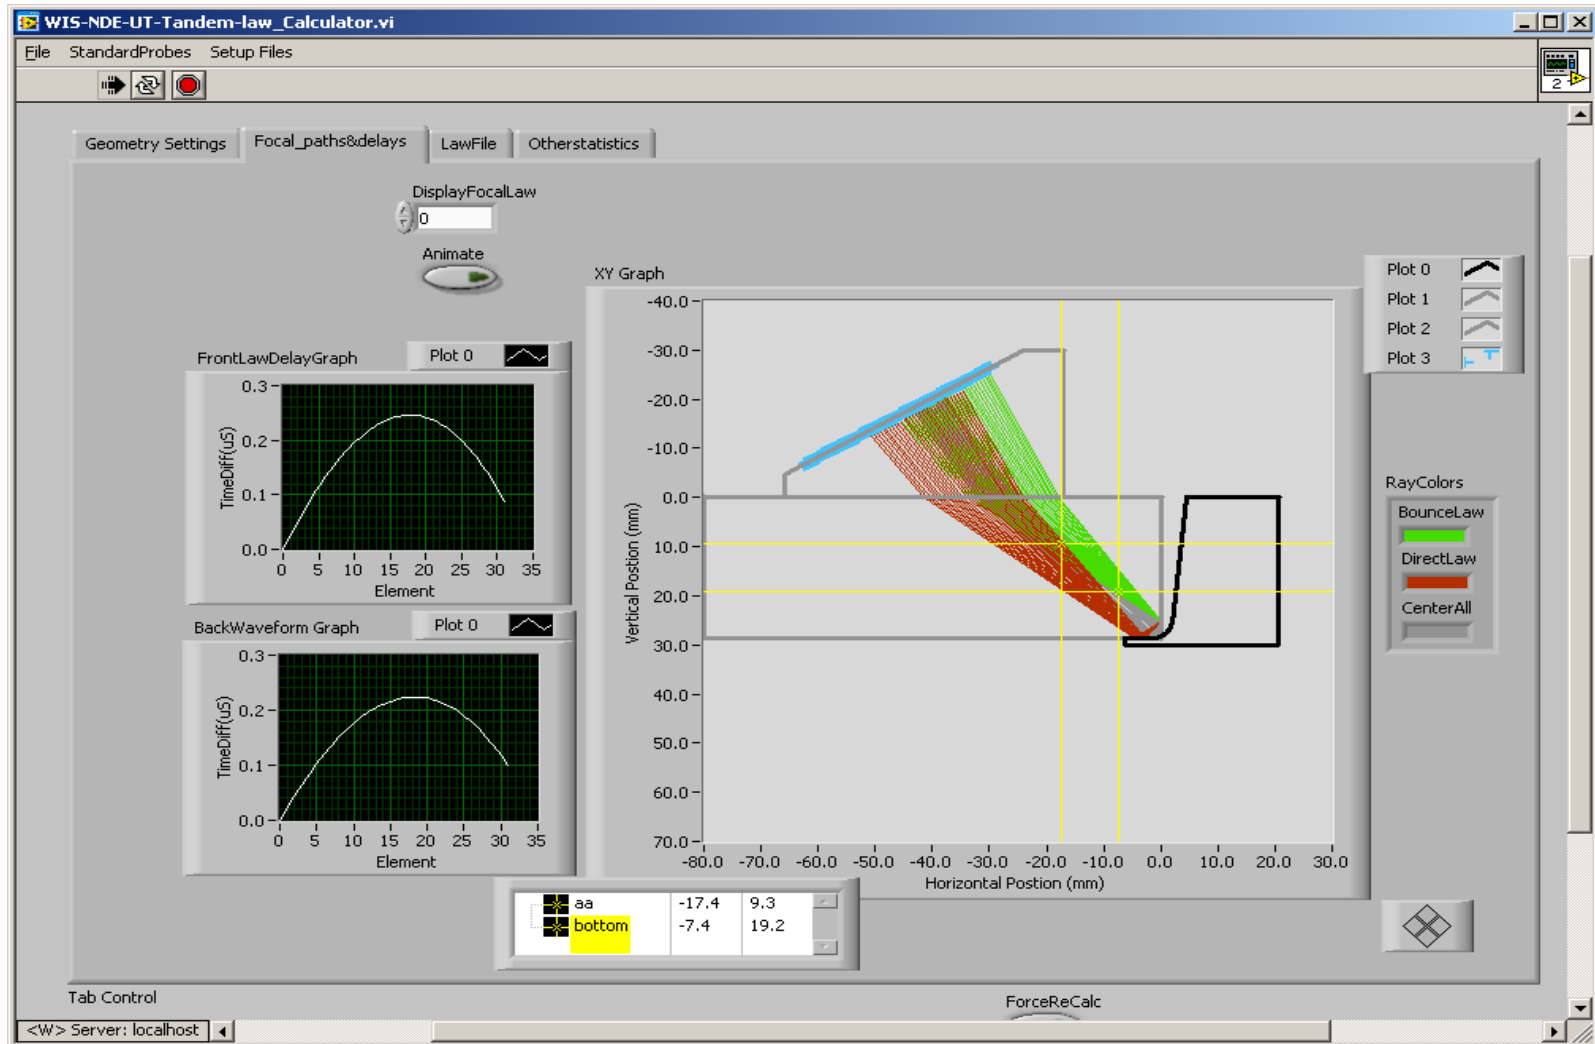 WIS-NDE-UT-Tandem-law_Calculator.vi
File StandardProbes Setup Files
2
Geometry Settings Focal_paths&delays LawFile Otherstatistics
DisplayFocalLaw
0
Animate
XY Graph
Plot 0
Plot 1
Plot 2
Plot 3
-40.0
-30.0
-20.0
-10.0
0.0
10.0
20.0
30.0
40.0
50.0
60.0
70.0
Vertical Postion (mm)
-80.0 -70.0 -60.0 -50.0 -40.0 -30.0 -20.0 -10.0 0.0 10.0 20.0 30.0
Horizontal Postion (mm)
FrontLawDelayGraph Plot 0
0.3
0.2
0.1
0.0
TimeDiff(uS)
0 5 10 15 20 25 30 35
Element
BackWaveform Graph Plot 0
0.3
0.2
0.1
0.0
TimeDiff(uS)
0 5 10 15 20 25 30 35
Element
RayColors
BounceLaw
DirectLaw
CenterAll
aa -17.4 9.3
bottom -7.4 19.2
Tab Control
ForceReCalc
<W> Server: localhost